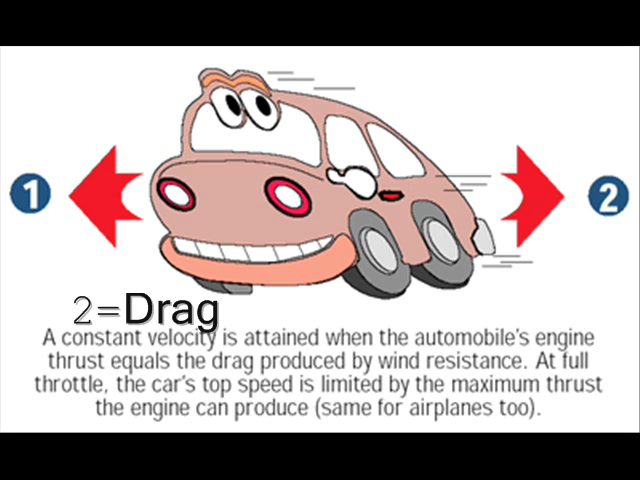 1
2
2=Drag
A constant velocity is attained when the automobile's engine
thrust equals the drag produced by wind resistance. At full
throttle, the car's top speed is limited by the maximum thrust
the engine can produce (same for airplanes too).